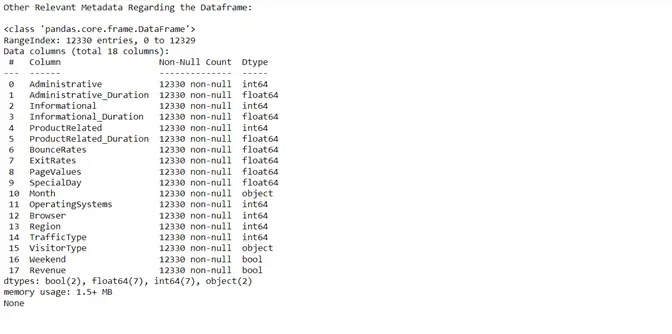 Other Relevant Metadata Regarding the Dataframe:
<class 'pandas.core.frame.DataFrame'>
RangeIndex: 12330 entries, 0 to 12329
Data columns (total 18 columns):
 #   Column                   Non-Null Count  Dtype
---  ------                   --------------  -----
 0   Administrative           12330 non-null  int64
 1   Administrative_Duration  12330 non-null  float64
 2   Informational            12330 non-null  int64
 3   Informational_Duration   12330 non-null  float64
 4   ProductRelated           12330 non-null  int64
 5   ProductRelated_Duration  12330 non-null  float64
 6   BounceRates              12330 non-null  float64
 7   ExitRates                12330 non-null  float64
 8   PageValues               12330 non-null  float64
 9   SpecialDay               12330 non-null  float64
 10  Month                    12330 non-null  object
 11  OperatingSystems         12330 non-null  int64
 12  Browser                  12330 non-null  int64
 13  Region                   12330 non-null  int64
 14  TrafficType              12330 non-null  int64
 15  VisitorType              12330 non-null  object
 16  Weekend                  12330 non-null  bool
 17  Revenue                  12330 non-null  bool
dtypes: bool(2), float64(7), int64(7), object(2)
memory usage: 1.5+ MB
None